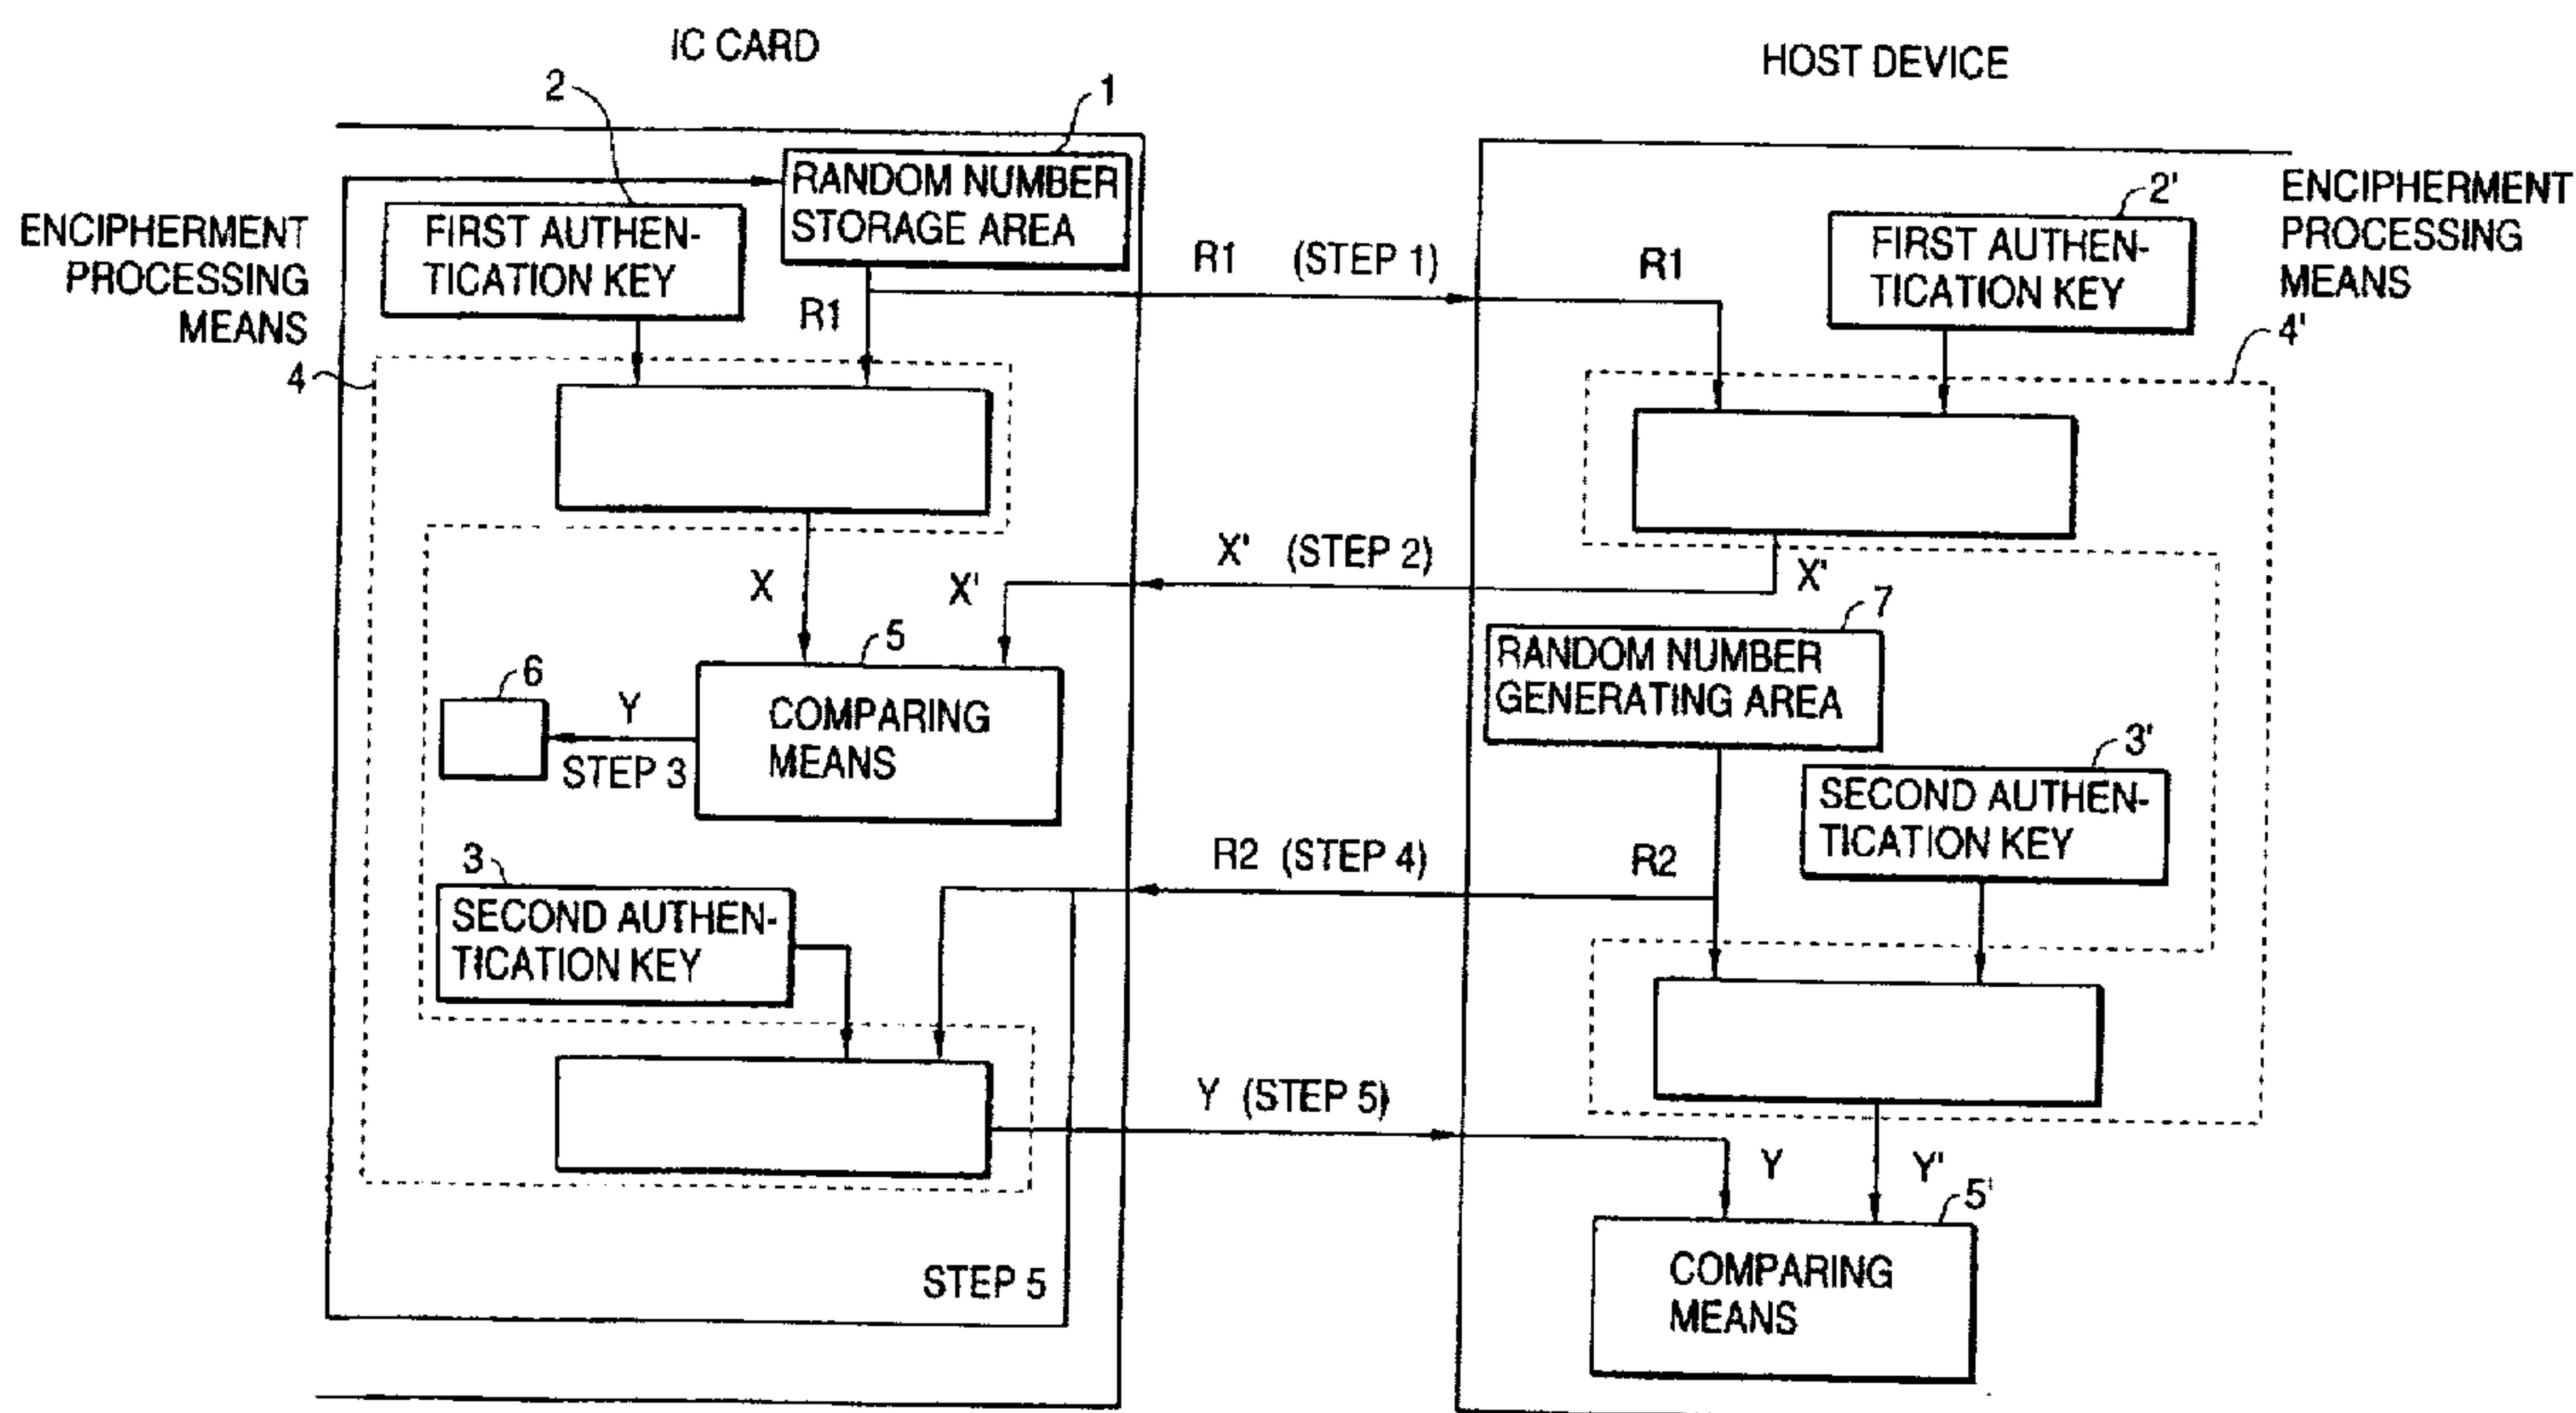 IC CARD
HOST DEVICE
2
1
RANDOM NUMBER
STORAGE AREA
2'
ENCIPHERMENT
PROCESSING
MEANS
FIRST AUTHEN-
TICATION KEY
ENCIPHERMENT
PROCESSING
MEANS
FIRST AUTHEN-
TICATION KEY
R1 (STEP 1)
R1
R1
4
4'
X' (STEP 2)
X
X'
X'
7
5
RANDOM NUMBER
GENERATING AREA
6
Y
STEP 3
COMPARING
MEANS
3'
SECOND AUTHEN-
TICATION KEY
R2 (STEP 4)
R2
3
SECOND AUTHEN-
TICATION KEY
Y (STEP 5)
Y
Y'
5'
STEP 5
COMPARING
MEANS